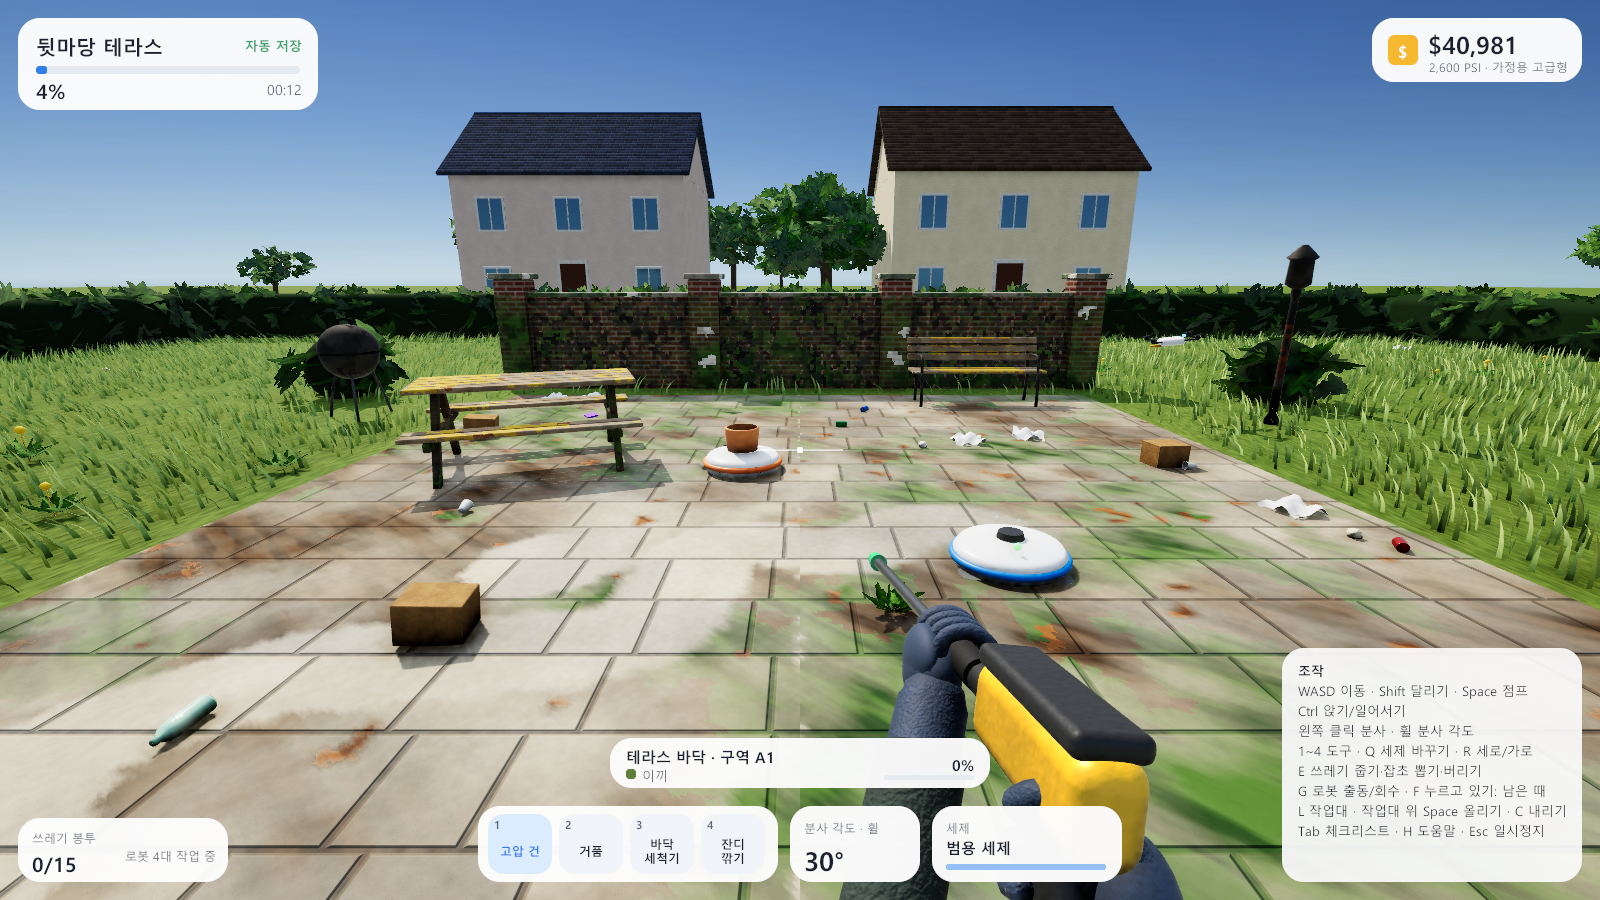 뒷마당 테라스
자동 저장
4%
00:12
$
$40,981
2,600 PSI · 가정용 고급형
테라스 바닥 · 구역 A1
이끼
0%
쓰레기 봉투
0/15
로봇 4대 작업 중
1
고압 건
2
거품
3
바닥
세척기
4
잔디
깎기
분사 각도 · 휠
30°
세제
범용 세제
조작
WASD 이동 · Shift 달리기 · Space 점프
Ctrl 앉기/일어서기
왼쪽 클릭 분사 · 휠 분사 각도
1~4 도구 · Q 세제 바꾸기 · R 세로/가로
E 쓰레기 줍기·잡초 뽑기·버리기
G 로봇 출동/회수 · F 누르고 있기: 남은 때
L 작업대 · 작업대 위 Space 올리기 · C 내리기
Tab 체크리스트 · H 도움말 · Esc 일시정지